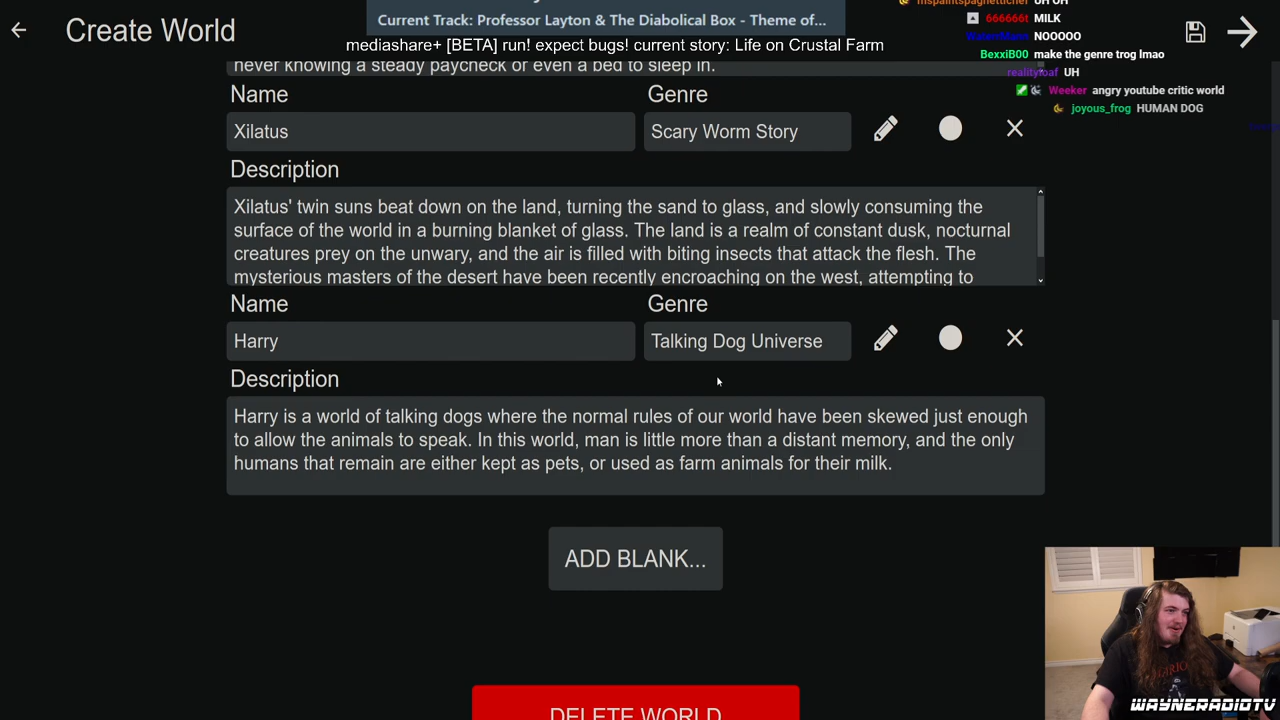 Create World
Current Track: Professor Layton & The Diabolical Box - Theme of...
mediashare+ [BETA] run! expect bugs! current story: Life on Crustal Farm
mspaintspaghettichef UH OH
666666t MILK
NOOOOO
BexxiB00 make the genre trog lmao
realityloaf UH
Weeker angry youtube critic world
joyous_frog HUMAN DOG
never knowing a steady paycheck or even a bed to sleep in.
Name Genre
Xilatus Scary Worm Story
Description
Xilatus' twin suns beat down on the land, turning the sand to glass, and slowly consuming the
surface of the world in a burning blanket of glass. The land is a realm of constant dusk, nocturnal
creatures prey on the unwary, and the air is filled with biting insects that attack the flesh. The
mysterious masters of the desert have been recently encroaching on the west, attempting to
Name Genre
Harry Talking Dog Universe
Description
Harry is a world of talking dogs where the normal rules of our world have been skewed just enough
to allow the animals to speak. In this world, man is little more than a distant memory, and the only
humans that remain are either kept as pets, or used as farm animals for their milk.
ADD BLANK...
DELETE WORLD
WAYNERADIOTV